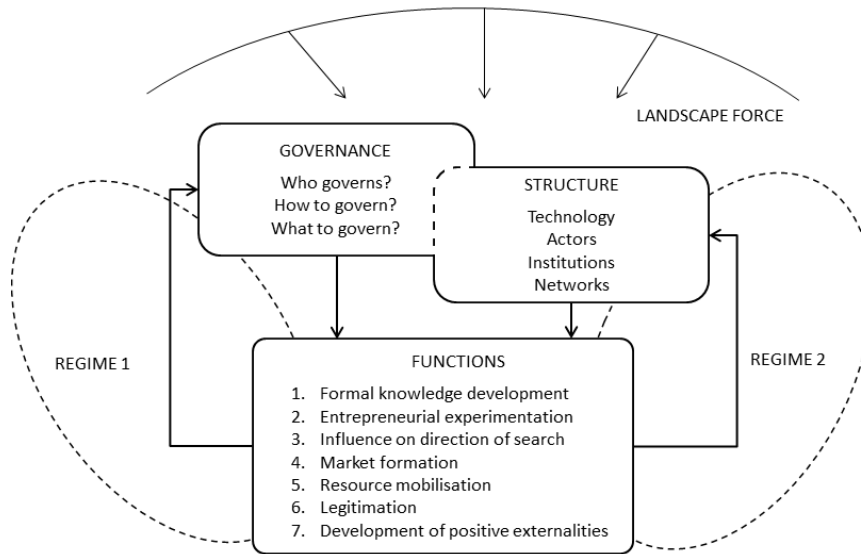 LANDSCAPE FORCE
GOVERNANCE
Who governs?
How to govern?
What to govern?
STRUCTURE
Technology
Actors
Institutions
Networks
REGIME 1
FUNCTIONS
1. Formal knowledge development
2. Entrepreneurial experimentation
3. Influence on direction of search
4. Market formation
5. Resource mobilisation
6. Legitimation
7. Development of positive externalities
REGIME 2